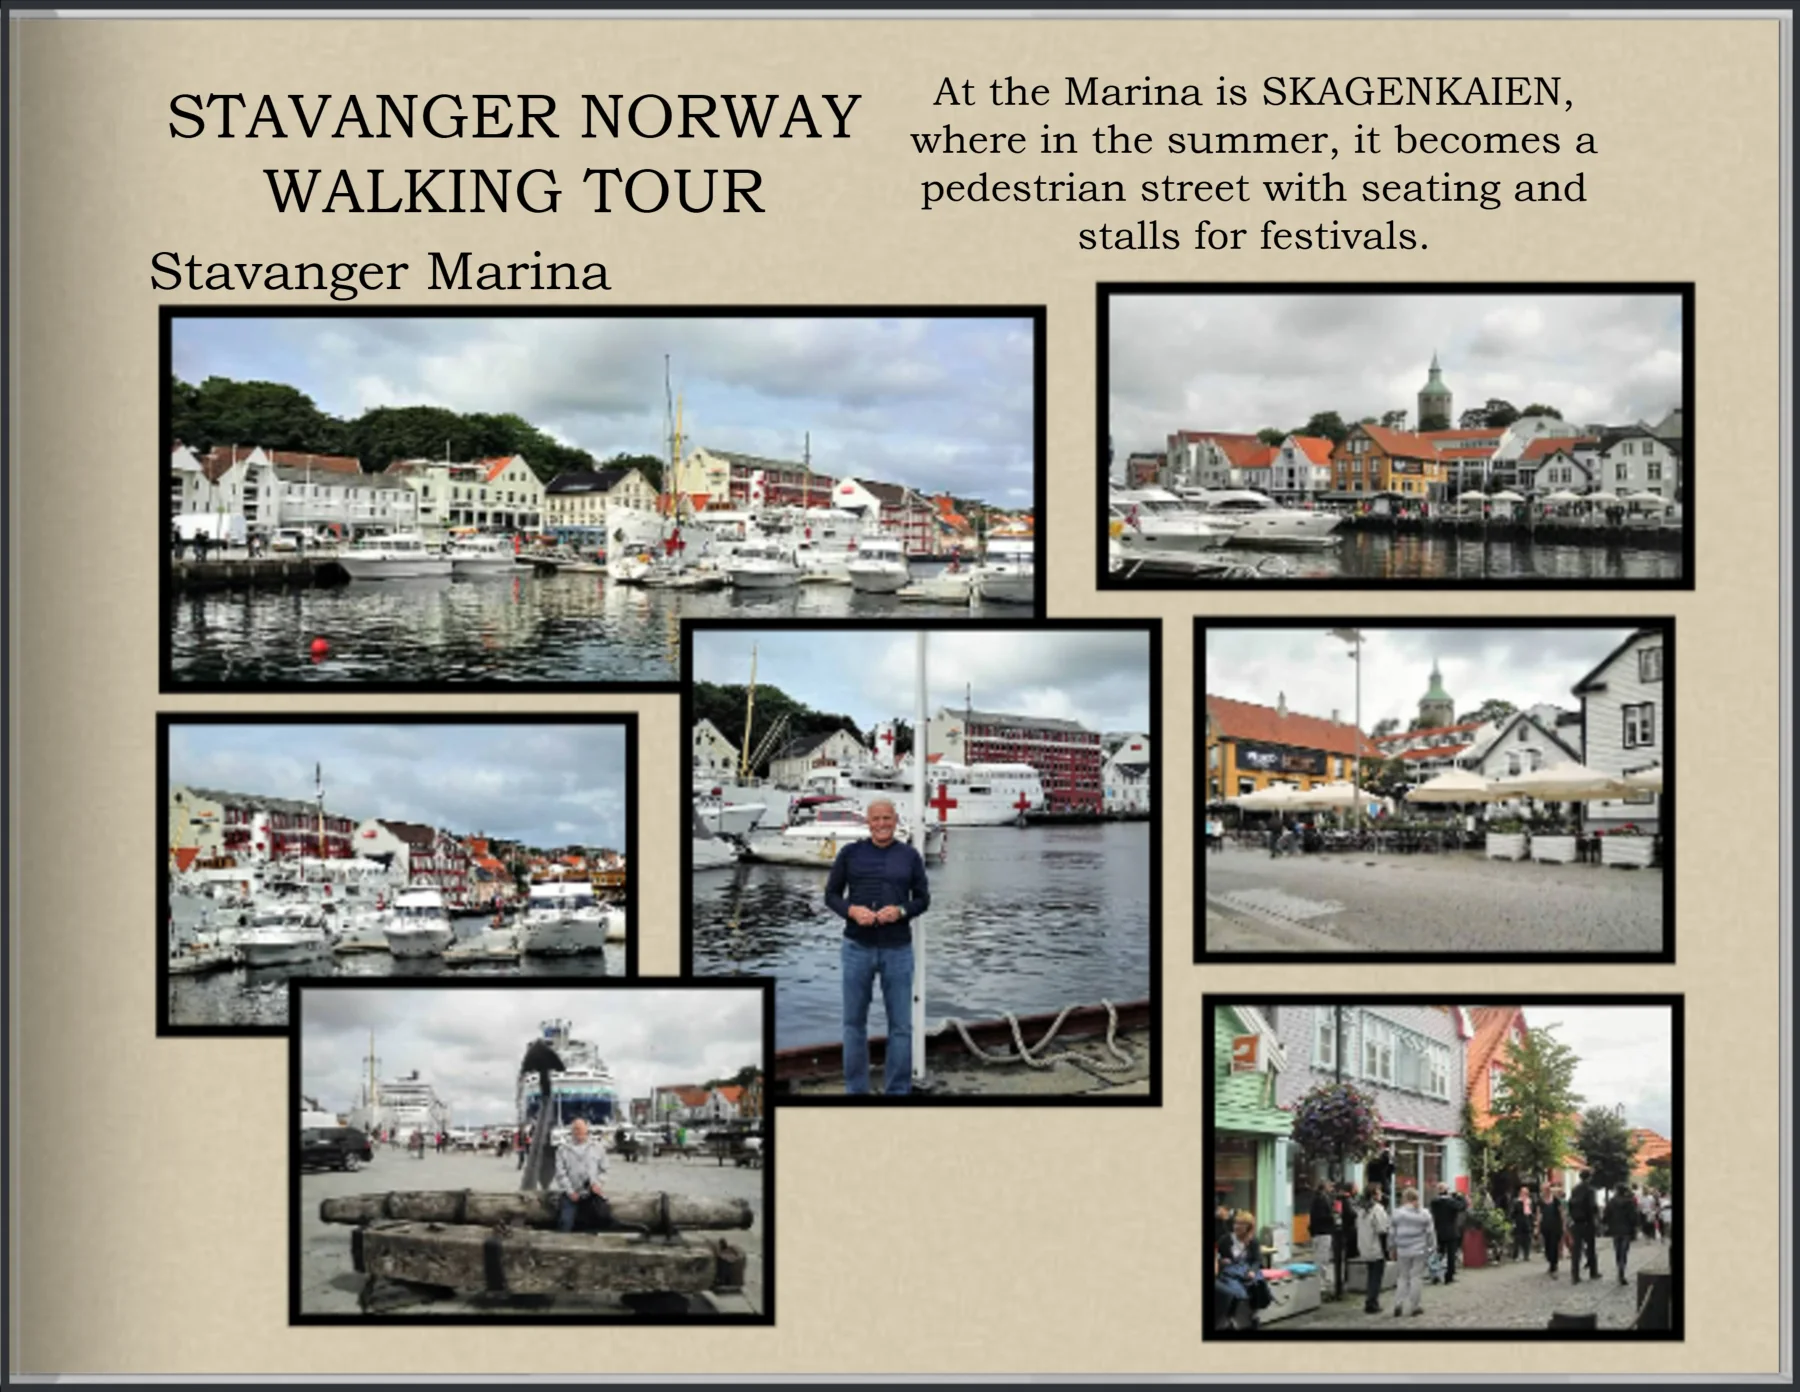 STAVANGER NORWAY
WALKING TOUR
Stavanger Marina
At the Marina is SKAGENKAIEN,
where in the summer, it becomes a
pedestrian street with seating and
stalls for festivals.